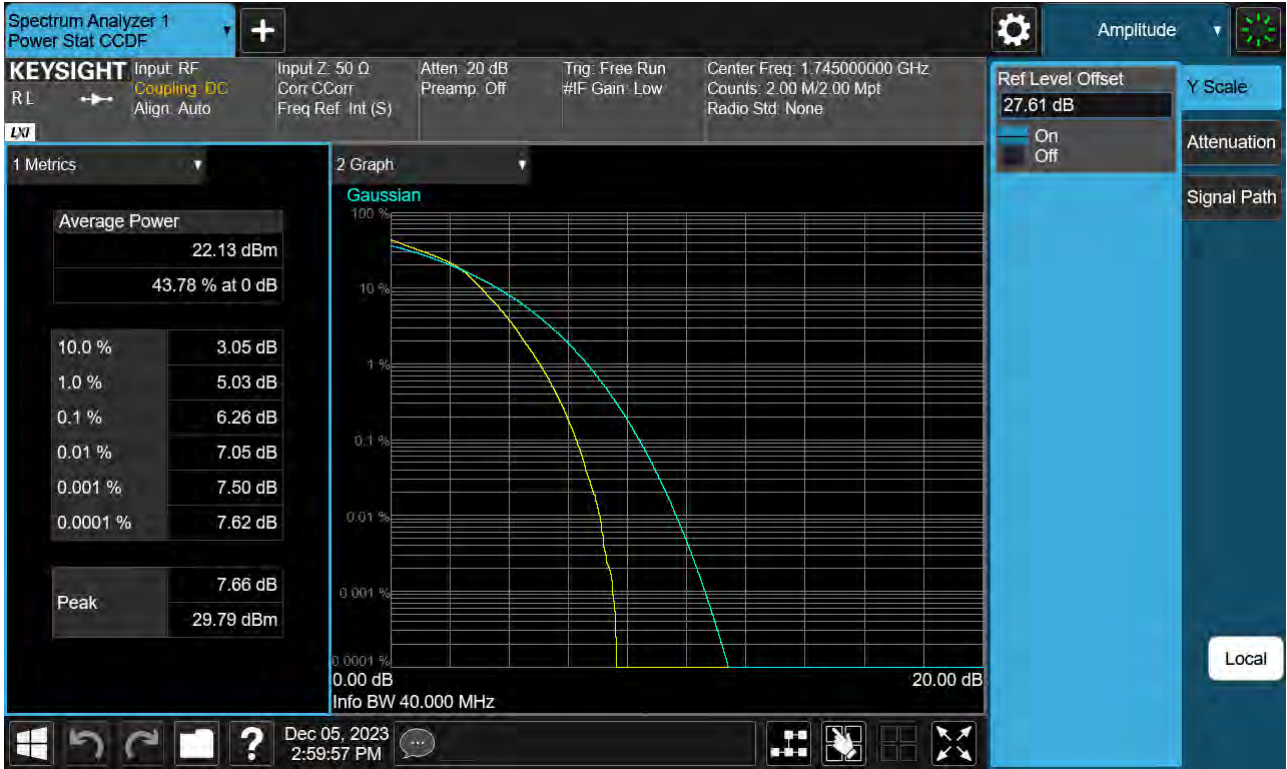 Spectrum Analyzer 1
Power Stat CCDF
Amplitude
KEYSIGHT
R L
LXI
Input: RF
Coupling: DC
Align: Auto
Input Z: 50 Ω
Corr CCorr
Freq Ref: Int (S)
Atten: 20 dB
Preamp: Off
Trig: Free Run
#IF Gain: Low
Center Freq: 1.745000000 GHz
Counts: 2.00 M/2.00 Mpt
Radio Std: None
Ref Level Offset
27.61 dB
On
Off
Y Scale
Attenuation
Signal Path
Local
1 Metrics
Average Power
22.13 dBm
43.78 % at 0 dB
10.0 % 3.05 dB
1.0 % 5.03 dB
0.1 % 6.26 dB
0.01 % 7.05 dB
0.001 % 7.50 dB
0.0001 % 7.62 dB
Peak
7.66 dB
29.79 dBm
2 Graph
Gaussian
100 %
10 %
1 %
0.1 %
0.01 %
0.001 %
0.0001 %
0.00 dB 20.00 dB
Info BW 40.000 MHz
?
Dec 05, 2023
2:59:57 PM